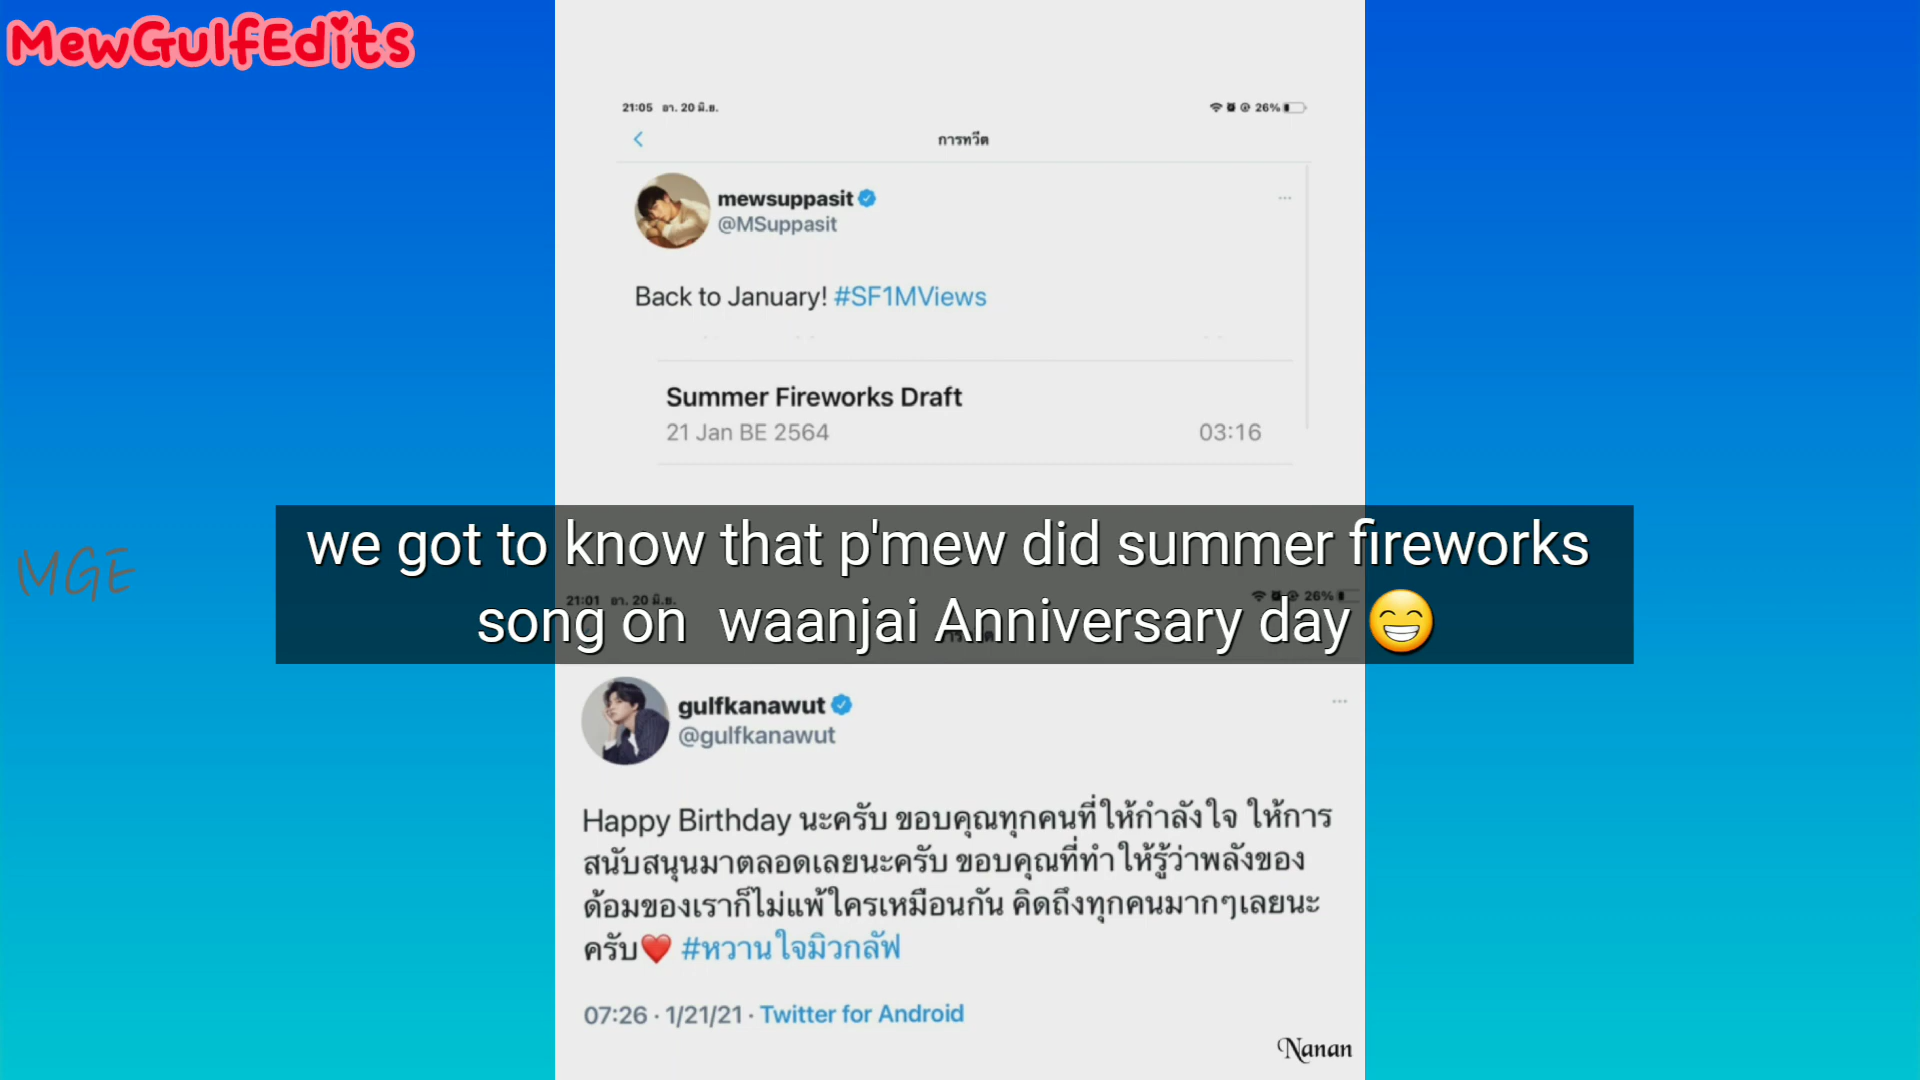 MewGulfEdits
21:05 อา. 20 มิ.ย.
26%
การทวีต
mewsuppasit
@MSuppasit
Back to January! #SF1MViews
Summer Fireworks Draft
21 Jan BE 2564 03:16
we got to know that p'mew did summer fireworks
song on waanjai Anniversary day 😁
MGE
21:01 อา. 20 มิ.ย.
26%
gulfkanawut
@gulfkanawut
Happy Birthday นะครับ ขอบคุณทุกคนที่ให้กำลังใจ ให้การ
สนับสนุนมาตลอดเลยนะครับ ขอบคุณที่ทำให้รู้ว่าพลังของ
ด้อมของเราก็ไม่แพ้ใครเหมือนกัน คิดถึงทุกคนมากๆเลยนะ
ครับ❤️ #หวานใจมิวกลัฟ
07:26 · 1/21/21 · Twitter for Android
Nanan